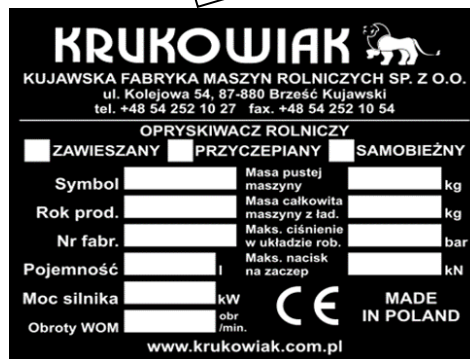 KRUKOWIAK
KUJAWSKA FABRYKA MASZYN ROLNICZYCH SP. Z O.O.
ul. Kolejowa 54, 87-880 Brześć Kujawski
tel. +48 54 252 10 27 fax. +48 54 252 10 54
OPRYSKIWACZ ROLNICZY
ZAWIESZANY PRZYCZEPIANY SAMOBIEŻNY
Symbol
Masa pustej
maszyny
kg
Rok prod.
Masa całkowita
maszyny z ład.
kg
Nr fabr.
Maks. ciśnienie
w układzie rob.
bar
Pojemność l
Maks. nacisk
na zaczep
kN
Moc silnika kW
Obroty WOM
obr
/min.
CE
MADE
IN POLAND
www.krukowiak.com.pl